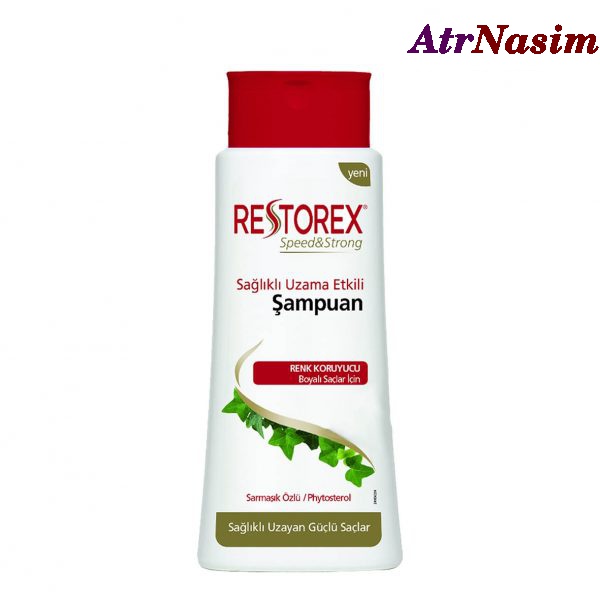 AtrNasim
yeni
RESTOREX®
Speed&Strong
Sağlıklı Uzama Etkili
Şampuan
RENK KORUYUCU
Boyalı Saçlar İçin
Sarmaşık Özlü / Phytosterol
Sağlıklı Uzayan Güçlü Saçlar